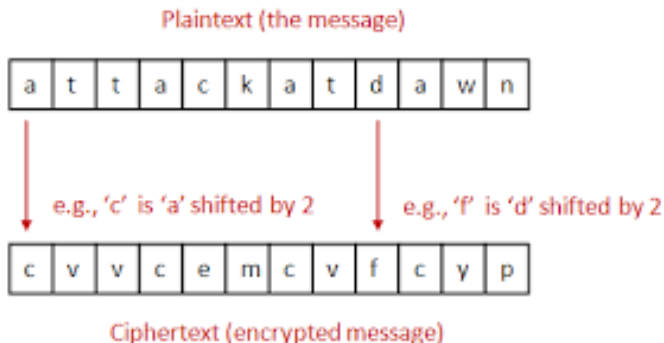 Plaintext (the message)
a t t a c k a t d a w n
e.g., ‘c’ is ‘a’ shifted by 2
e.g., ‘f’ is ‘d’ shifted by 2
c v v c e m c v f c y p
Ciphertext (encrypted message)